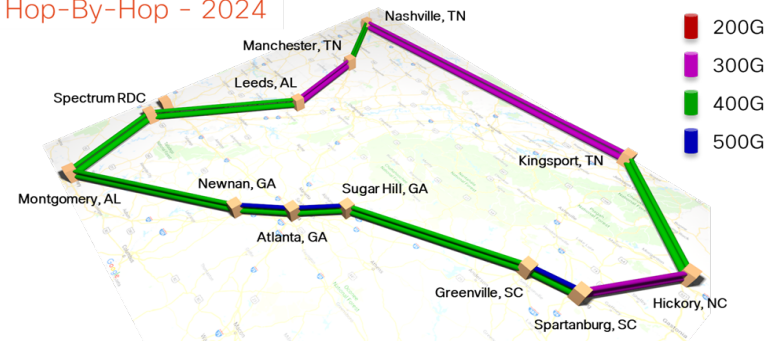 Hop-By-Hop - 2024
Nashville, TN
Manchester, TN
Leeds, AL
Spectrum RDC
Montgomery, AL
Newnan, GA
Atlanta, GA
Sugar Hill, GA
Kingsport, TN
Greenville, SC
Spartanburg, SC
Hickory, NC
200G
300G
400G
500G
Google